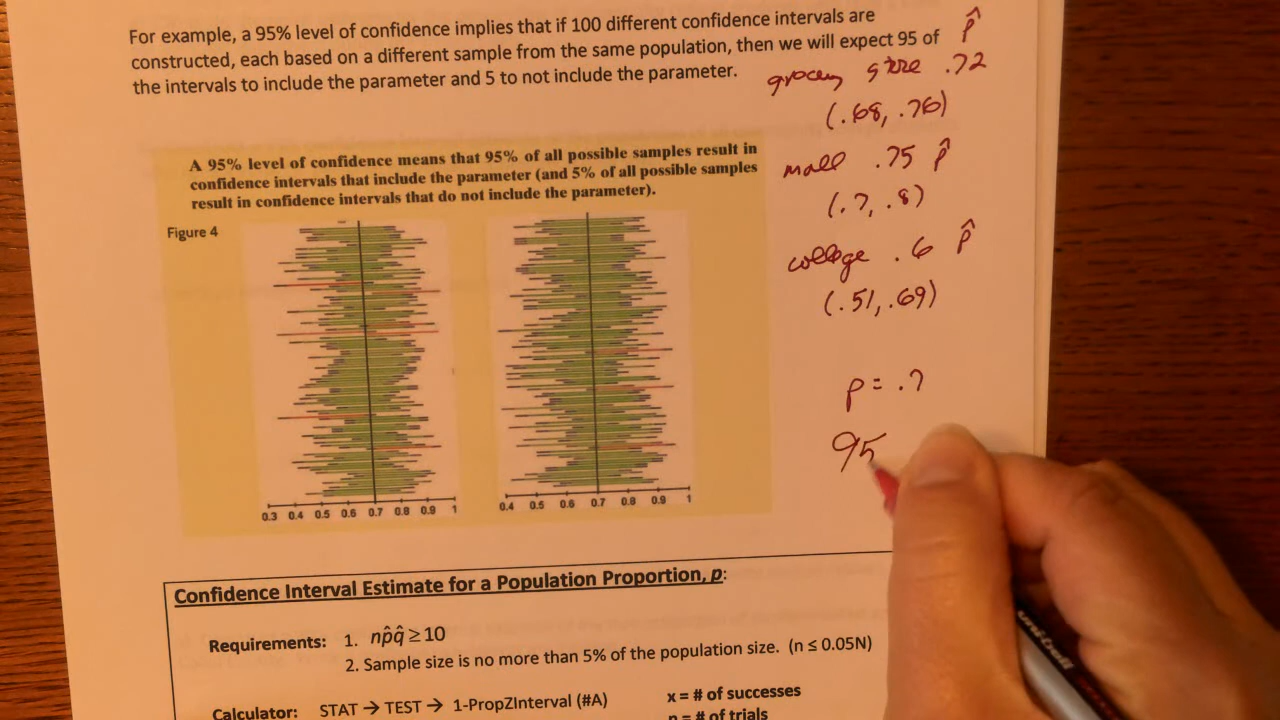 For example, a 95% level of confidence implies that if 100 different confidence intervals are
constructed, each based on a different sample from the same population, then we will expect 95 of
the intervals to include the parameter and 5 to not include the parameter.
p̂
grocery store .72
(.68, .76)
mall .75 p̂
(.7, .8)
college .6 p̂
(.51, .69)
p = .7
95
A 95% level of confidence means that 95% of all possible samples result in
confidence intervals that include the parameter (and 5% of all possible samples
result in confidence intervals that do not include the parameter).
Figure 4
0.3 0.4 0.5 0.6 0.7 0.8 0.9 1
0.4 0.5 0.6 0.7 0.8 0.9 1
Confidence Interval Estimate for a Population Proportion, p:
Requirements: 1. np̂q̂ ≥ 10
2. Sample size is no more than 5% of the population size. (n ≤ 0.05N)
Calculator: STAT → TEST → 1-PropZInterval (#A)
x = # of successes
n = # of trials
uni-ball